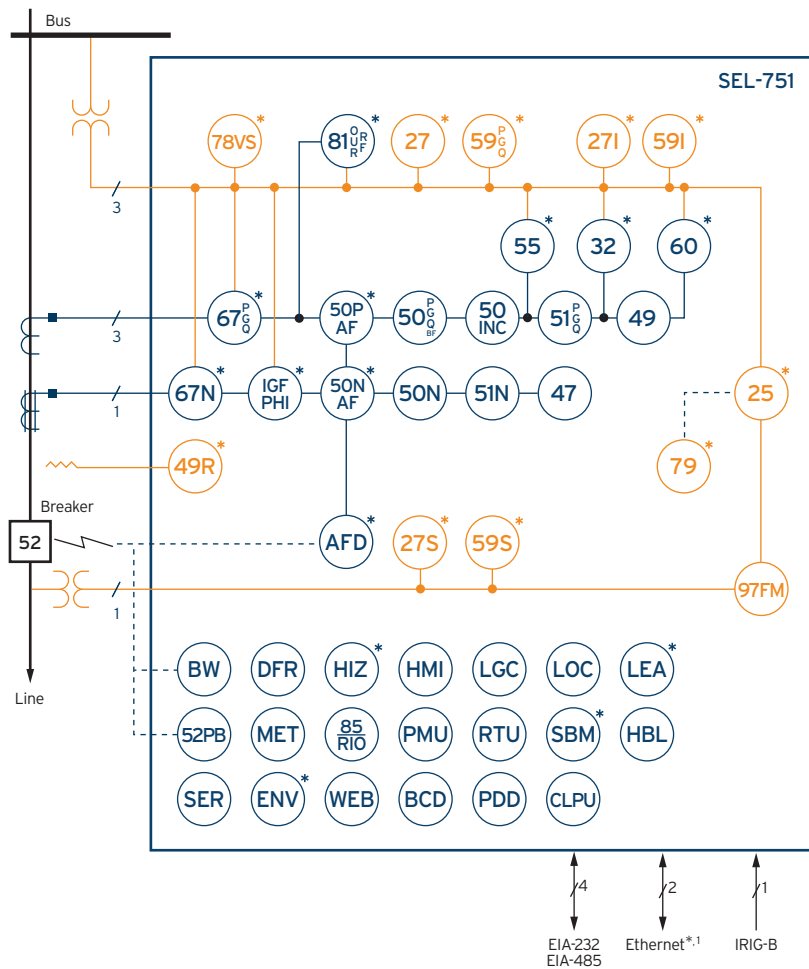 Bus
SEL-751
78VS *
81 O U R R F *
27 *
59 P G Q *
27I *
59I *
3
55 *
32 *
60 *
67 P G Q *
50P AF *
50 P G Q BF
50 INC
51 P G Q
49
3
67N *
IGF PHI *
50N AF *
50N
51N
47
25 *
1
49R *
79 *
Breaker
52
AFD *
27S *
59S *
97FM
1
BW
DFR
HIZ *
HMI
LGC
LOC
LEA *
Line
52PB
MET
85 RIO
PMU
RTU
SBM *
HBL
SER
ENV *
WEB
BCD
PDD
CLPU
4
2
1
EIA-232
EIA-485
Ethernet*,1
IRIG-B